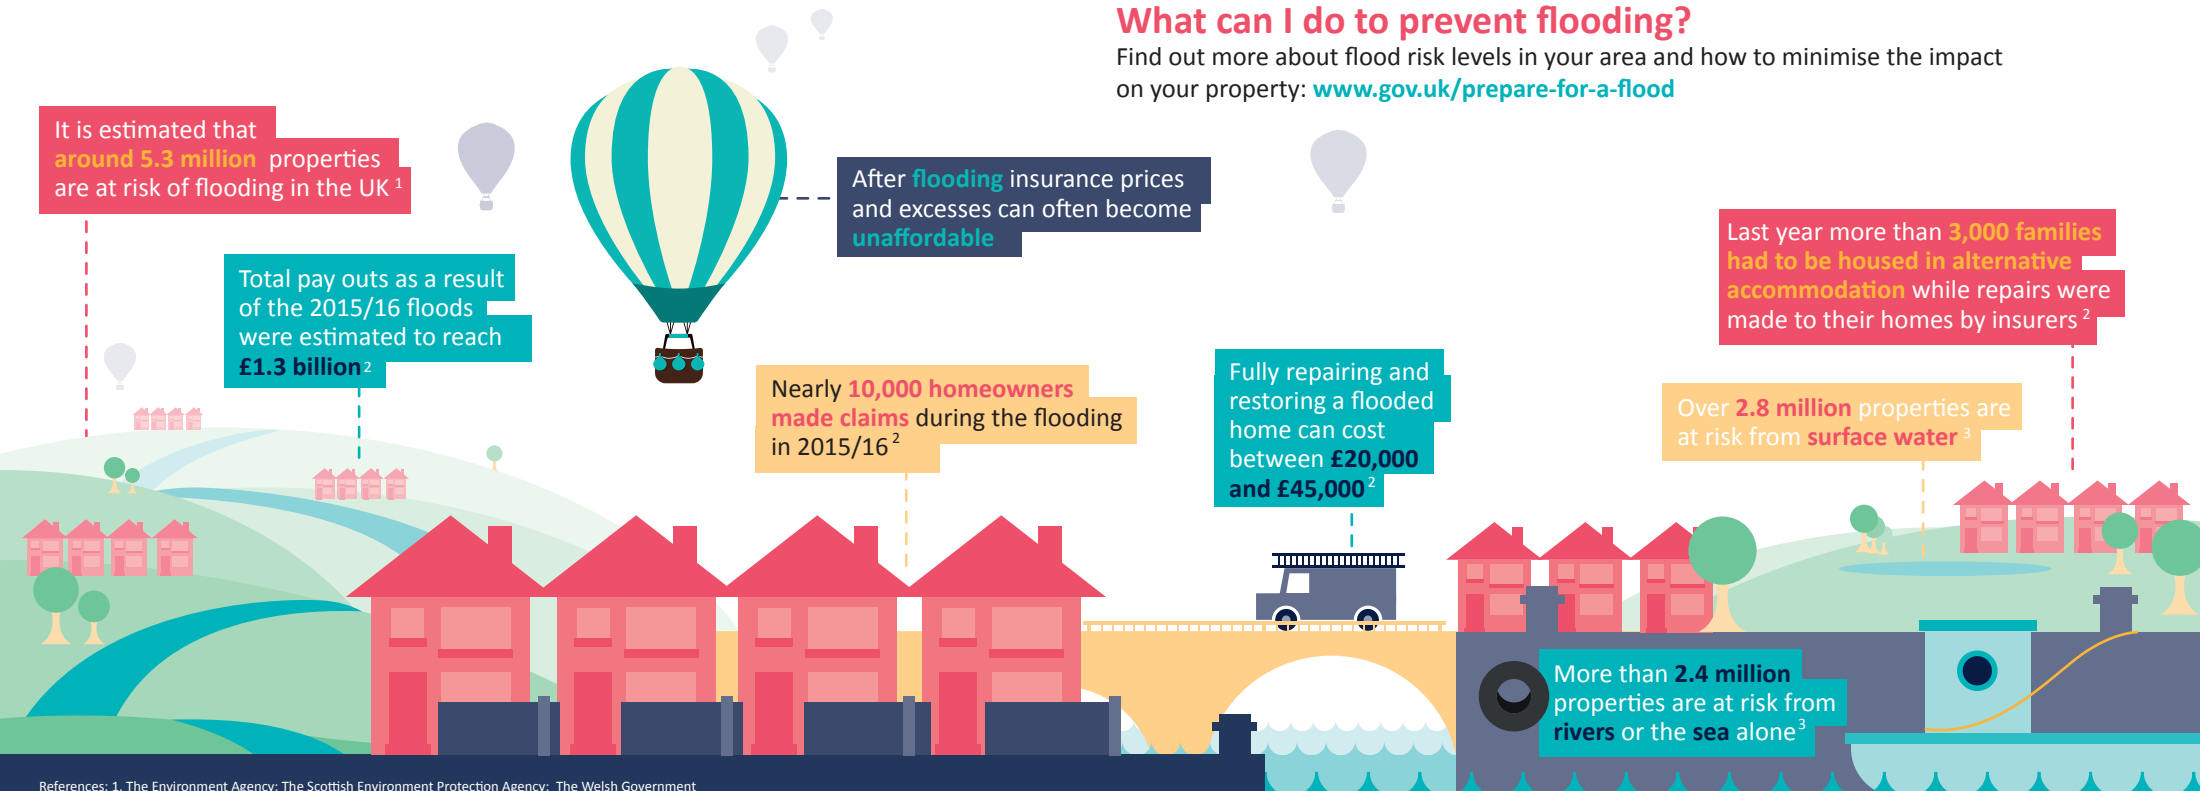 What can I do to prevent flooding?
Find out more about flood risk levels in your area and how to minimise the impact
on your property: www.gov.uk/prepare-for-a-flood
It is estimated that
around 5.3 million properties
are at risk of flooding in the UK 1
Total pay outs as a result
of the 2015/16 floods
were estimated to reach
£1.3 billion 2
After flooding insurance prices
and excesses can often become
unaffordable
Nearly 10,000 homeowners
made claims during the flooding
in 2015/16 2
Fully repairing and
restoring a flooded
home can cost
between £20,000
and £45,000 2
Last year more than 3,000 families
had to be housed in alternative
accommodation while repairs were
made to their homes by insurers 2
Over 2.8 million properties are
at risk from surface water 3
More than 2.4 million
properties are at risk from
rivers or the sea alone 3
References: 1. The Environment Agency; The Scottish Environment Protection Agency; The Welsh Government